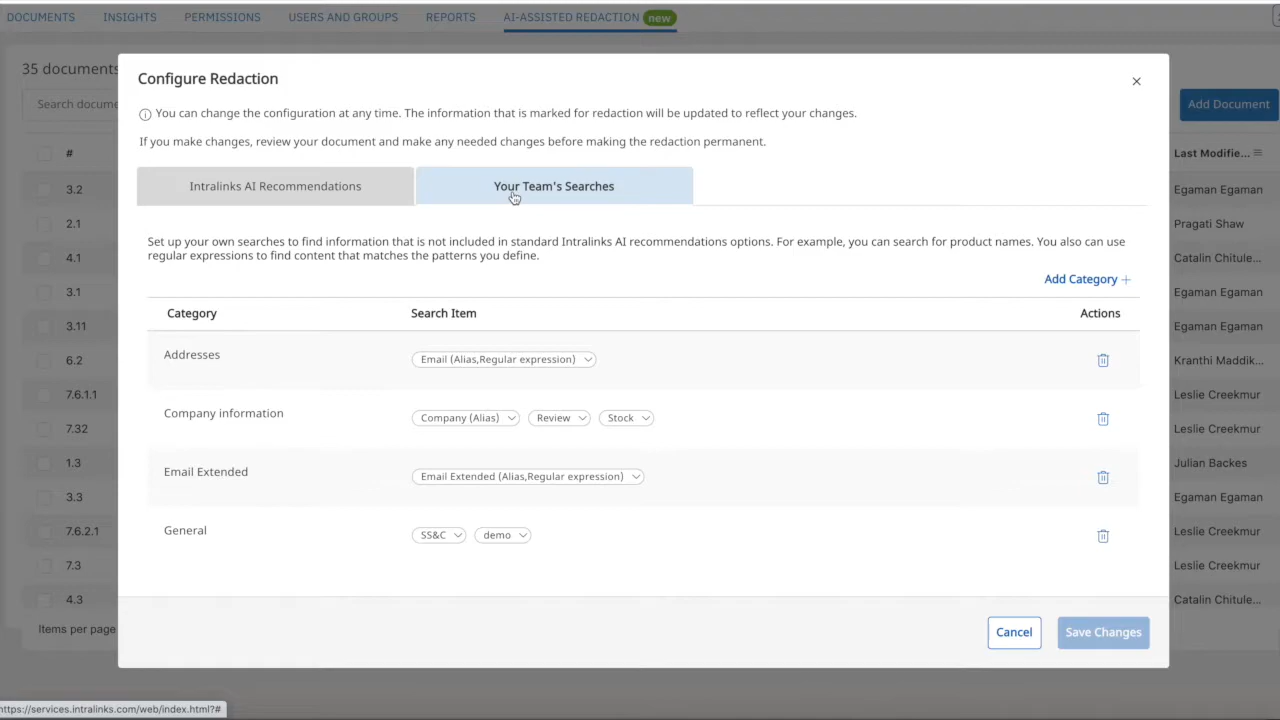 DOCUMENTS INSIGHTS PERMISSIONS USERS AND GROUPS REPORTS AI-ASSISTED REDACTION new
35 documents
Search docume
Add Document
Configure Redaction
You can change the configuration at any time. The information that is marked for redaction will be updated to reflect your changes.
If you make changes, review your document and make any needed changes before making the redaction permanent.
Intralinks AI Recommendations
Your Team's Searches
Set up your own searches to find information that is not included in standard Intralinks AI recommendations options. For example, you can search for product names. You also can use
regular expressions to find content that matches the patterns you define.
Add Category +
Category Search Item Actions
Addresses Email (Alias,Regular expression)
Company information Company (Alias) Review Stock
Email Extended Email Extended (Alias,Regular expression)
General SS&C demo
Cancel Save Changes
# Last Modifie...
3.2 Egaman Egaman
2.1 Pragati Shaw
4.1 Catalin Chitule...
3.1 Egaman Egaman
3.11 Egaman Egaman
6.2 Kranthi Maddik...
7.6.1.1 Leslie Creekmur
7.32 Leslie Creekmur
1.3 Julian Backes
3.3 Egaman Egaman
7.6.2.1 Leslie Creekmur
7.3 Leslie Creekmur
4.3 Catalin Chitule...
Items per page
https://services.intralinks.com/web/index.html?#